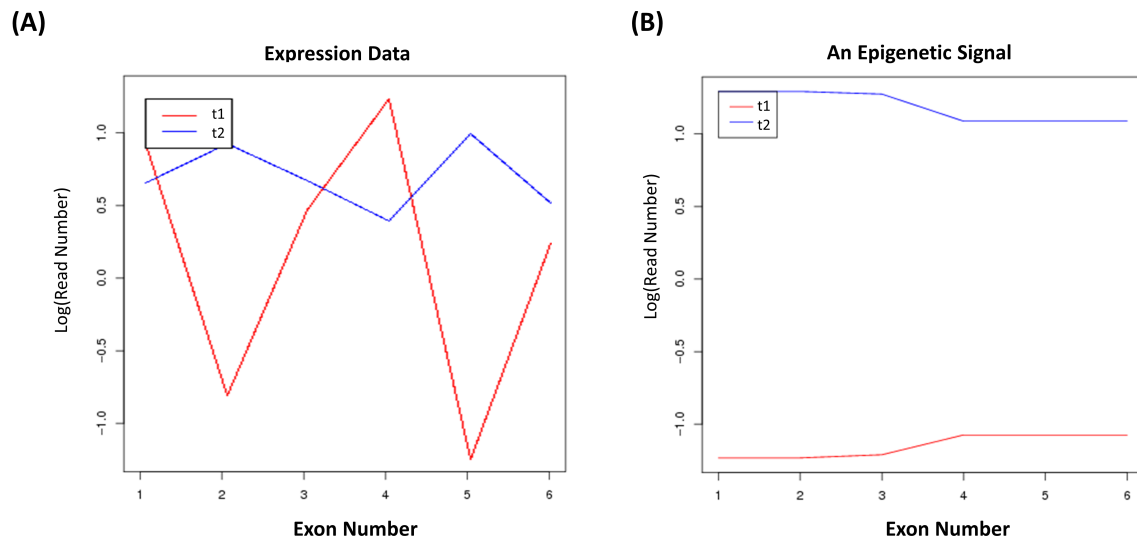 (A)
Expression Data
t1
t2
1.0
0.5
0.0
−0.5
−1.0
Log(Read Number)
1 2 3 4 5 6
Exon Number
(B)
An Epigenetic Signal
t1
t2
1.0
0.5
0.0
−0.5
−1.0
Log(Read Number)
1 2 3 4 5 6
Exon Number